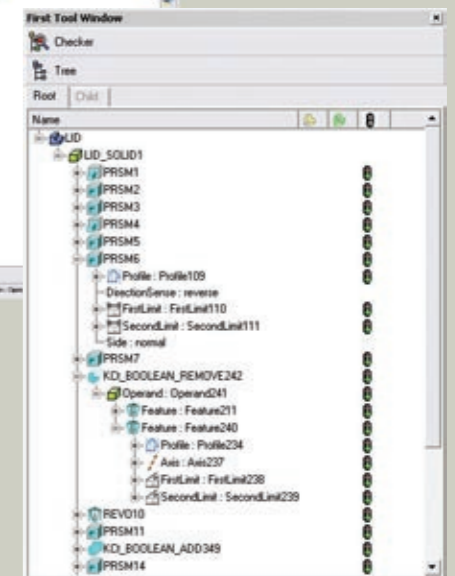 First Tool Window
Checker
Tree
Root Child
Name
LID
LID_SOLID1
PRSM1
PRSM2
PRSM3
PRSM4
PRSM5
PRSM6
Profile : Profile109
DirectionSense : reverse
FirstLimit : FirstLimit110
SecondLimit : SecondLimit111
Side : normal
PRSM7
KD_BOOLEAN_REMOVE242
Operand : Operand241
Feature : Feature211
Feature : Feature240
Profile : Profile234
Axis : Axis237
FirstLimit : FirstLimit238
SecondLimit : SecondLimit239
REVO10
PRSM11
KD_BOOLEAN_ADD349
PRSM14